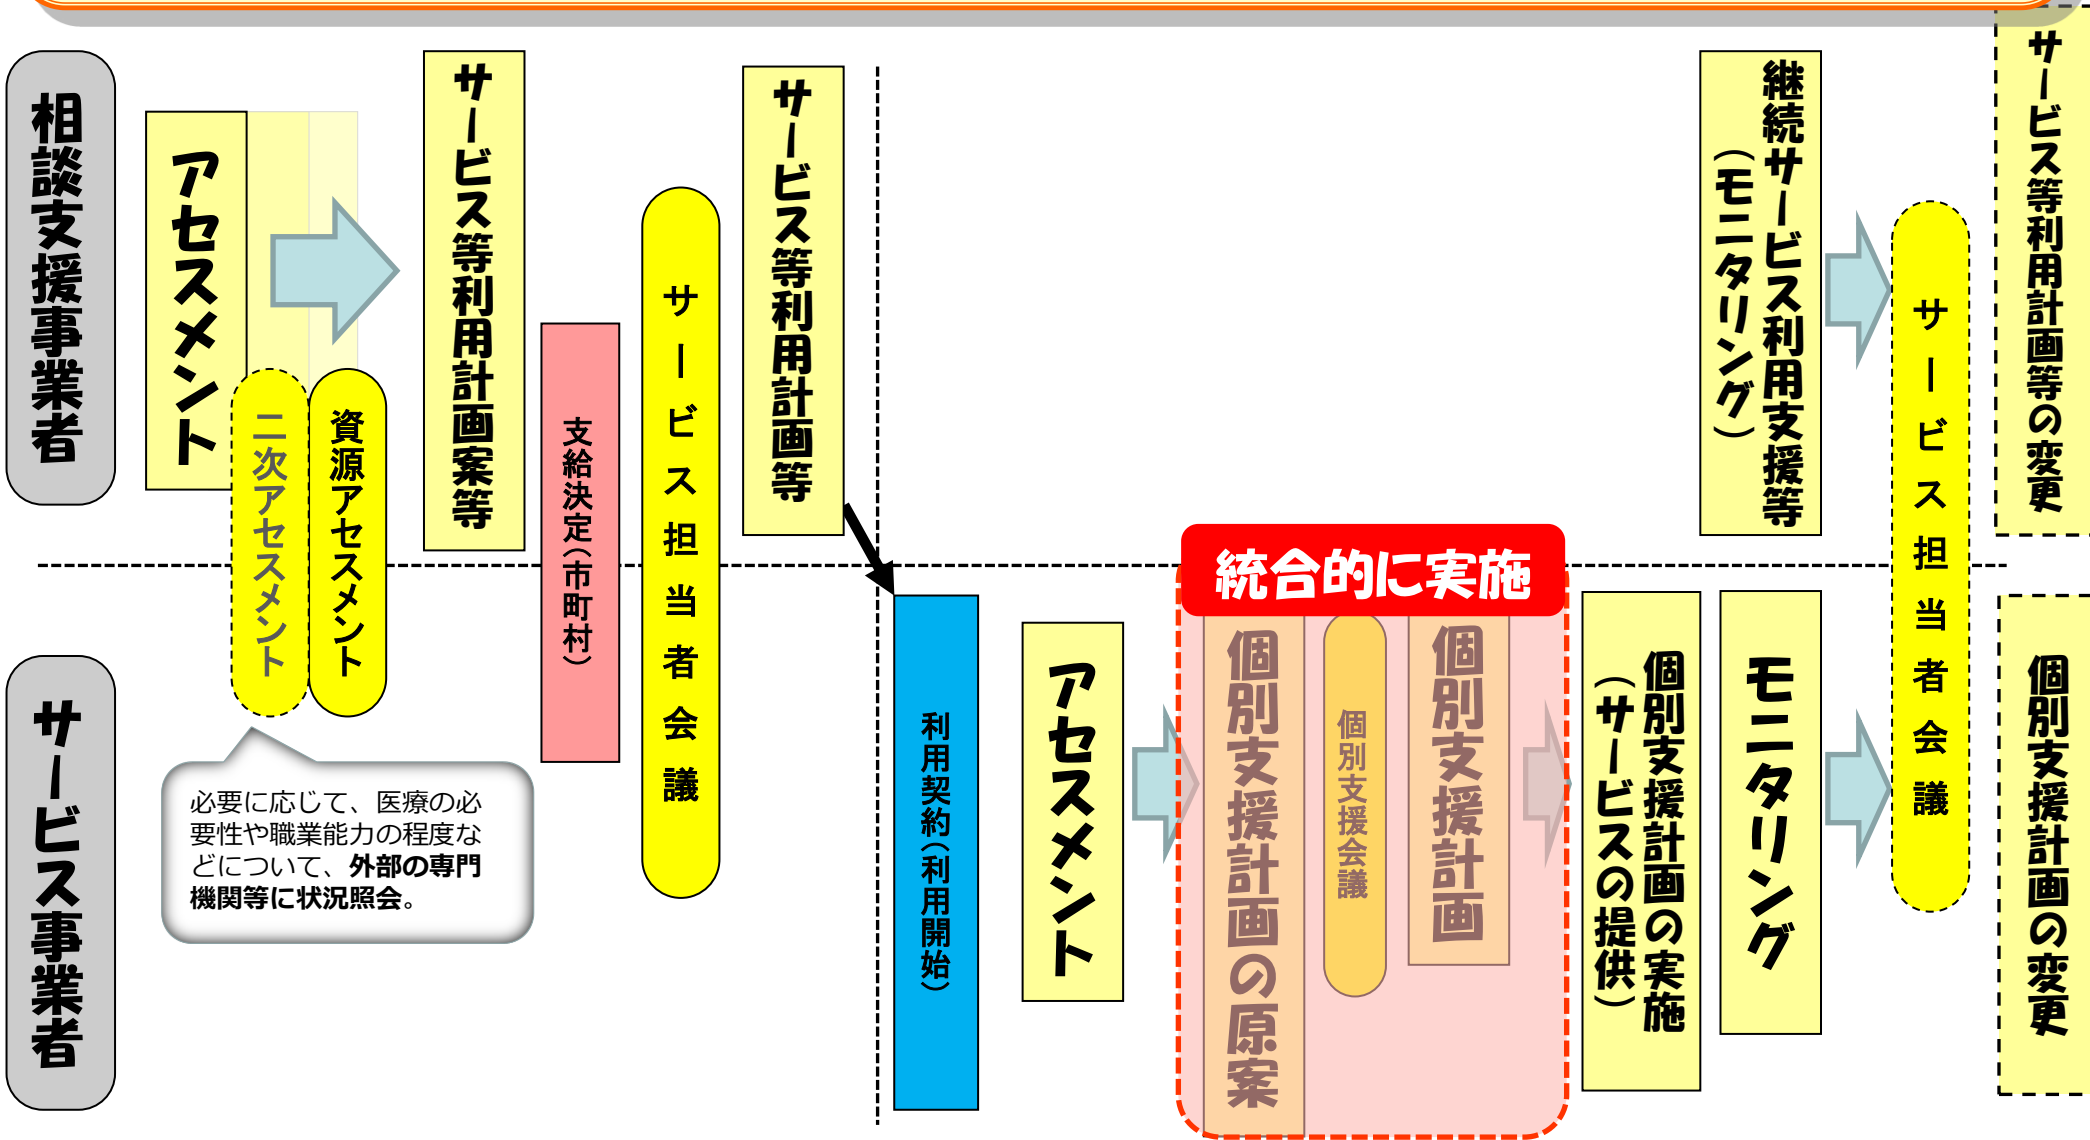 相談支援事業者
アセスメント
二次アセスメント
資源アセスメント
サービス等利用計画案等
支給決定（市町村）
サービス担当者会議
サービス等利用計画等
継続サービス利用支援等
（モニタリング）
サービス担当者会議
サービス等利用計画等の変更
サービス事業者
必要に応じて、医療の必
要性や職業能力の程度な
どについて、外部の専門
機関等に状況照会。
利用契約（利用開始）
アセスメント
統合的に実施
個別支援計画の原案
個別支援会議
個別支援計画
個別支援計画の実施
（サービスの提供）
モニタリング
個別支援計画の変更